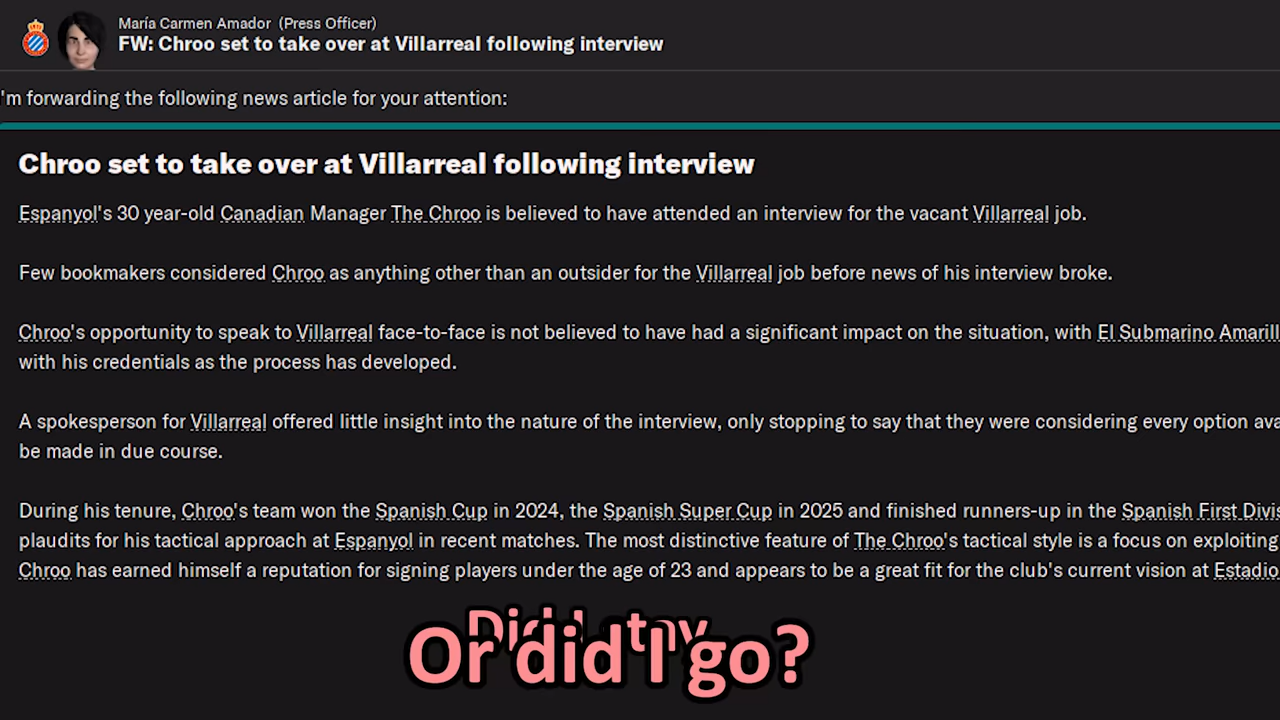 María Carmen Amador (Press Officer)
FW: Chroo set to take over at Villarreal following interview
'm forwarding the following news article for your attention:
Chroo set to take over at Villarreal following interview
Espanyol's 30 year-old Canadian Manager The Chroo is believed to have attended an interview for the vacant Villarreal job.
Few bookmakers considered Chroo as anything other than an outsider for the Villarreal job before news of his interview broke.
Chroo's opportunity to speak to Villarreal face-to-face is not believed to have had a significant impact on the situation, with El Submarino Amarill
with his credentials as the process has developed.
A spokesperson for Villarreal offered little insight into the nature of the interview, only stopping to say that they were considering every option ava
be made in due course.
During his tenure, Chroo's team won the Spanish Cup in 2024, the Spanish Super Cup in 2025 and finished runners-up in the Spanish First Divis
plaudits for his tactical approach at Espanyol in recent matches. The most distinctive feature of The Chroo's tactical style is a focus on exploiting
Chroo has earned himself a reputation for signing players under the age of 23 and appears to be a great fit for the club's current vision at Estadio
Or did I go?